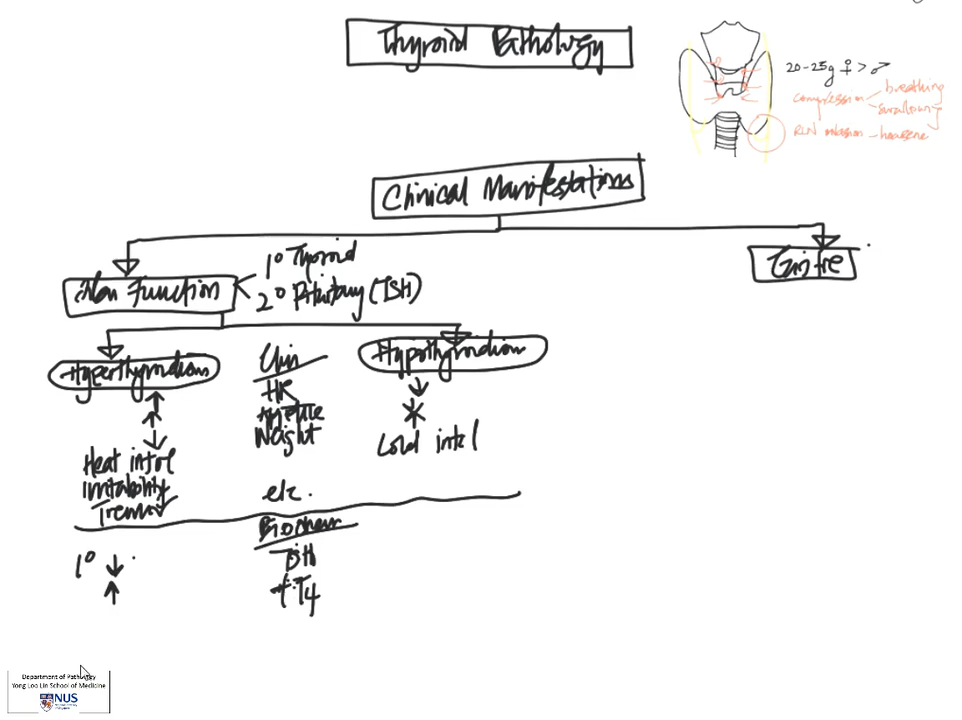 Thyroid Pathology
20-25g ♀ > ♂
compression
breathing
swallowing
RLN invasion - hoarseness
Clinical Manifestations
Goitre
Function
1° Thyroid
2° Pituitary (TSH)
Hyperthyroidism
Clin
Hypothyroidism
↑
HR
↓
↑
Appetite
↓
Weight
Cold intol
Heat intol
Irritability
Tremor
etc.
Biochem
1° ↓
TSH
↑
fT4
Department of Pathology
Yong Loo Lin School of Medicine
NUS